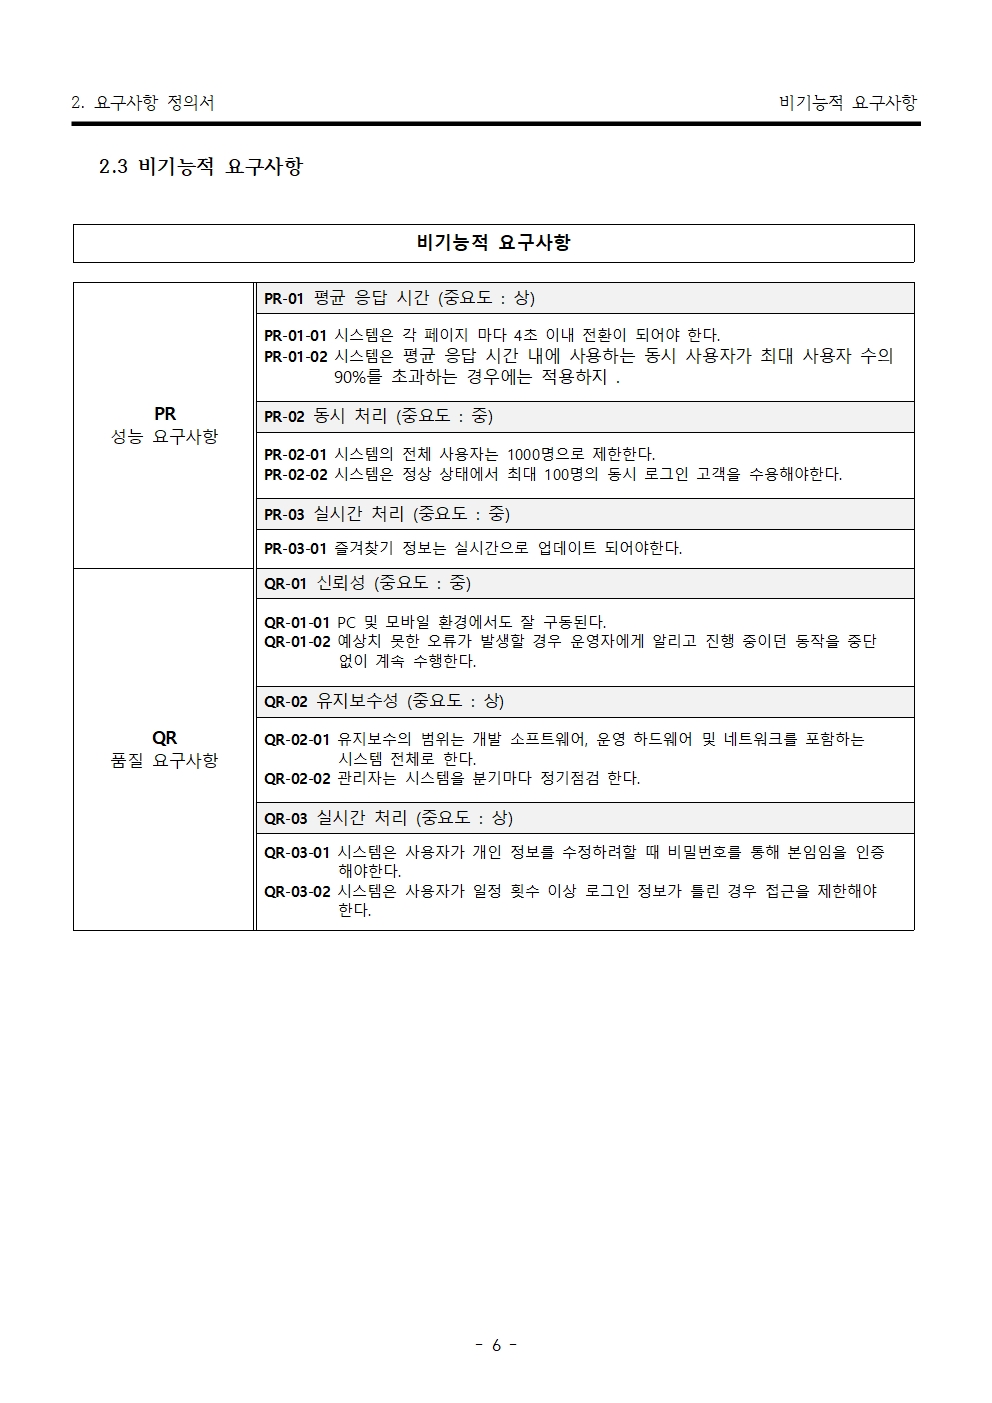 2. 요구사항 정의서
비기능적 요구사항
2.3 비기능적 요구사항
비기능적 요구사항
PR
성능 요구사항
PR-01 평균 응답 시간 (중요도 : 상)
PR-01-01 시스템은 각 페이지 마다 4초 이내 전환이 되어야 한다.
PR-01-02 시스템은 평균 응답 시간 내에 사용하는 동시 사용자가 최대 사용자 수의
90%를 초과하는 경우에는 적용하지 .
PR-02 동시 처리 (중요도 : 중)
PR-02-01 시스템의 전체 사용자는 1000명으로 제한한다.
PR-02-02 시스템은 정상 상태에서 최대 100명의 동시 로그인 고객을 수용해야한다.
PR-03 실시간 처리 (중요도 : 중)
PR-03-01 즐겨찾기 정보는 실시간으로 업데이트 되어야한다.
QR
품질 요구사항
QR-01 신뢰성 (중요도 : 중)
QR-01-01 PC 및 모바일 환경에서도 잘 구동된다.
QR-01-02 예상치 못한 오류가 발생할 경우 운영자에게 알리고 진행 중이던 동작을 중단
없이 계속 수행한다.
QR-02 유지보수성 (중요도 : 상)
QR-02-01 유지보수의 범위는 개발 소프트웨어, 운영 하드웨어 및 네트워크를 포함하는
시스템 전체로 한다.
QR-02-02 관리자는 시스템을 분기마다 정기점검 한다.
QR-03 실시간 처리 (중요도 : 상)
QR-03-01 시스템은 사용자가 개인 정보를 수정하려할 때 비밀번호를 통해 본임임을 인증
해야한다.
QR-03-02 시스템은 사용자가 일정 횟수 이상 로그인 정보가 틀린 경우 접근을 제한해야
한다.
- 6 -